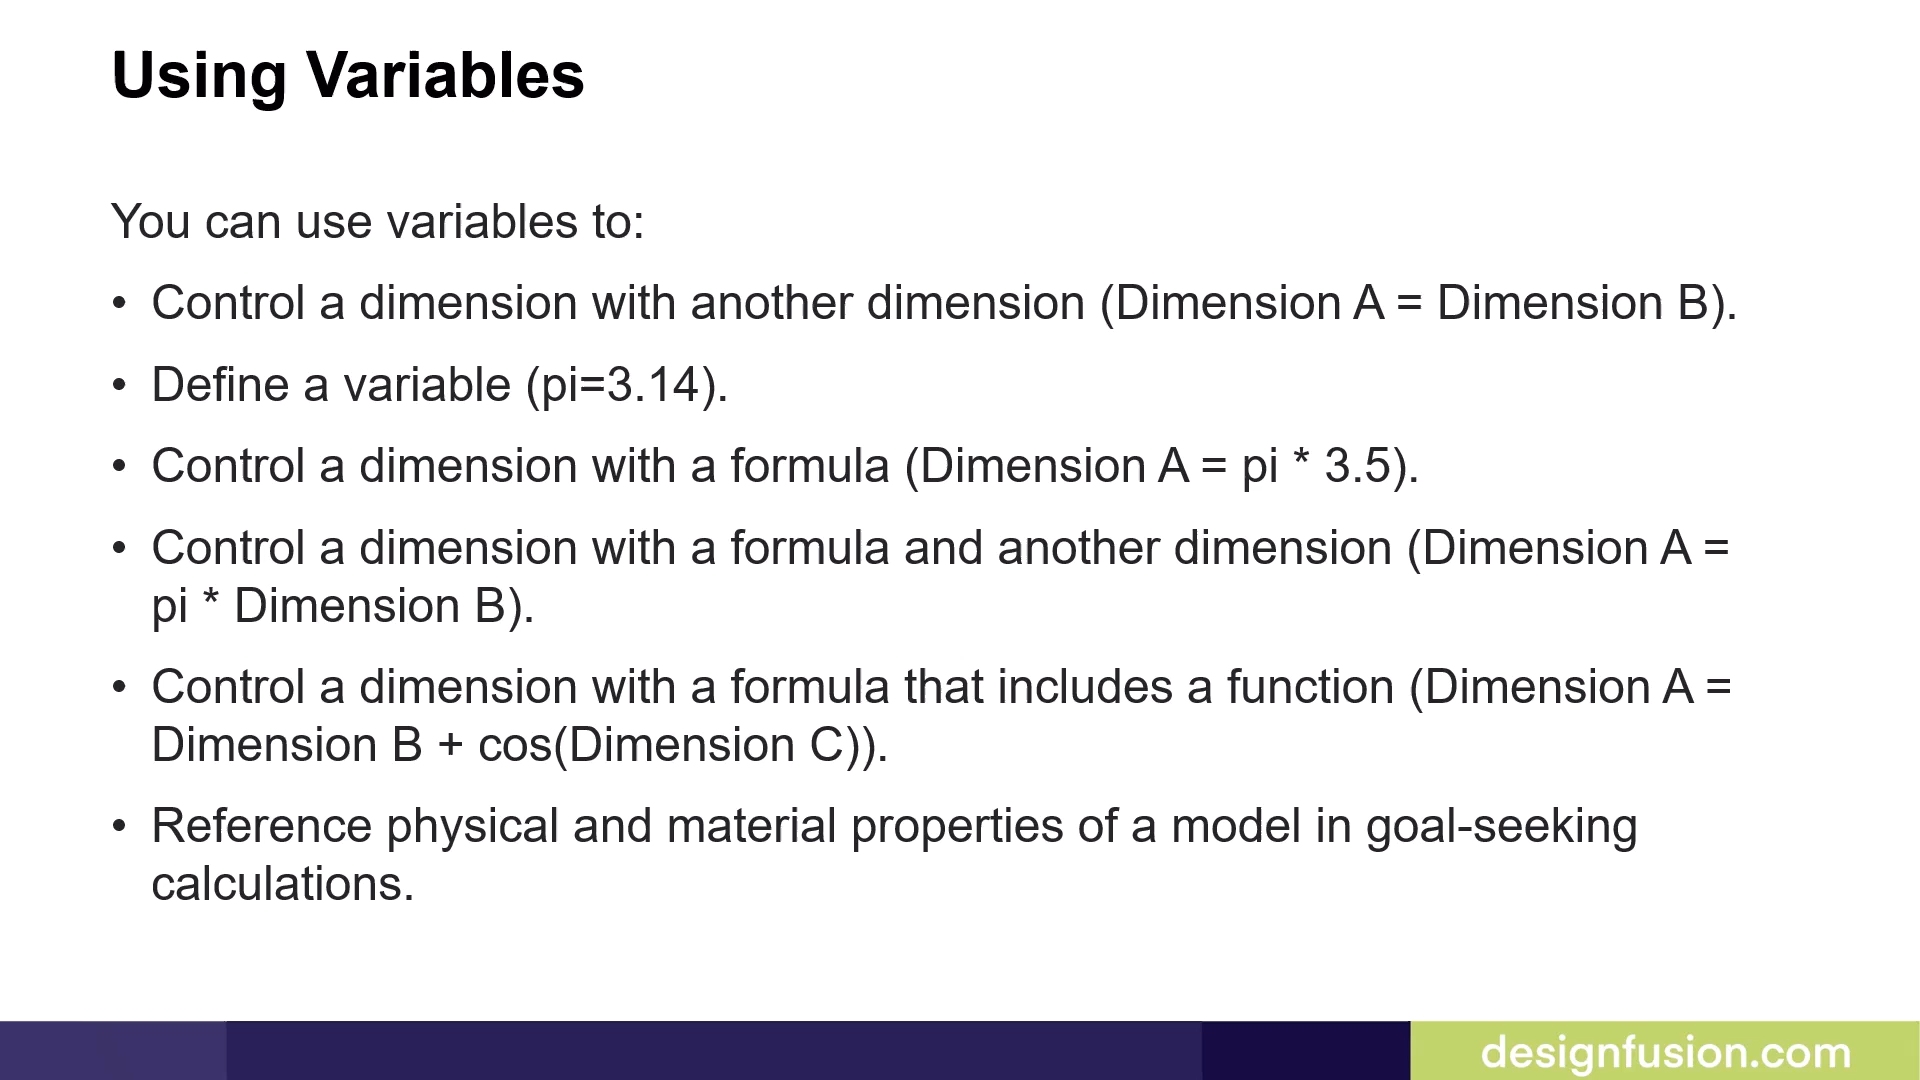 Using Variables
You can use variables to:
• Control a dimension with another dimension (Dimension A = Dimension B).
• Define a variable (pi=3.14).
• Control a dimension with a formula (Dimension A = pi * 3.5).
• Control a dimension with a formula and another dimension (Dimension A =
pi * Dimension B).
• Control a dimension with a formula that includes a function (Dimension A =
Dimension B + cos(Dimension C)).
• Reference physical and material properties of a model in goal-seeking
calculations.
designfusion.com